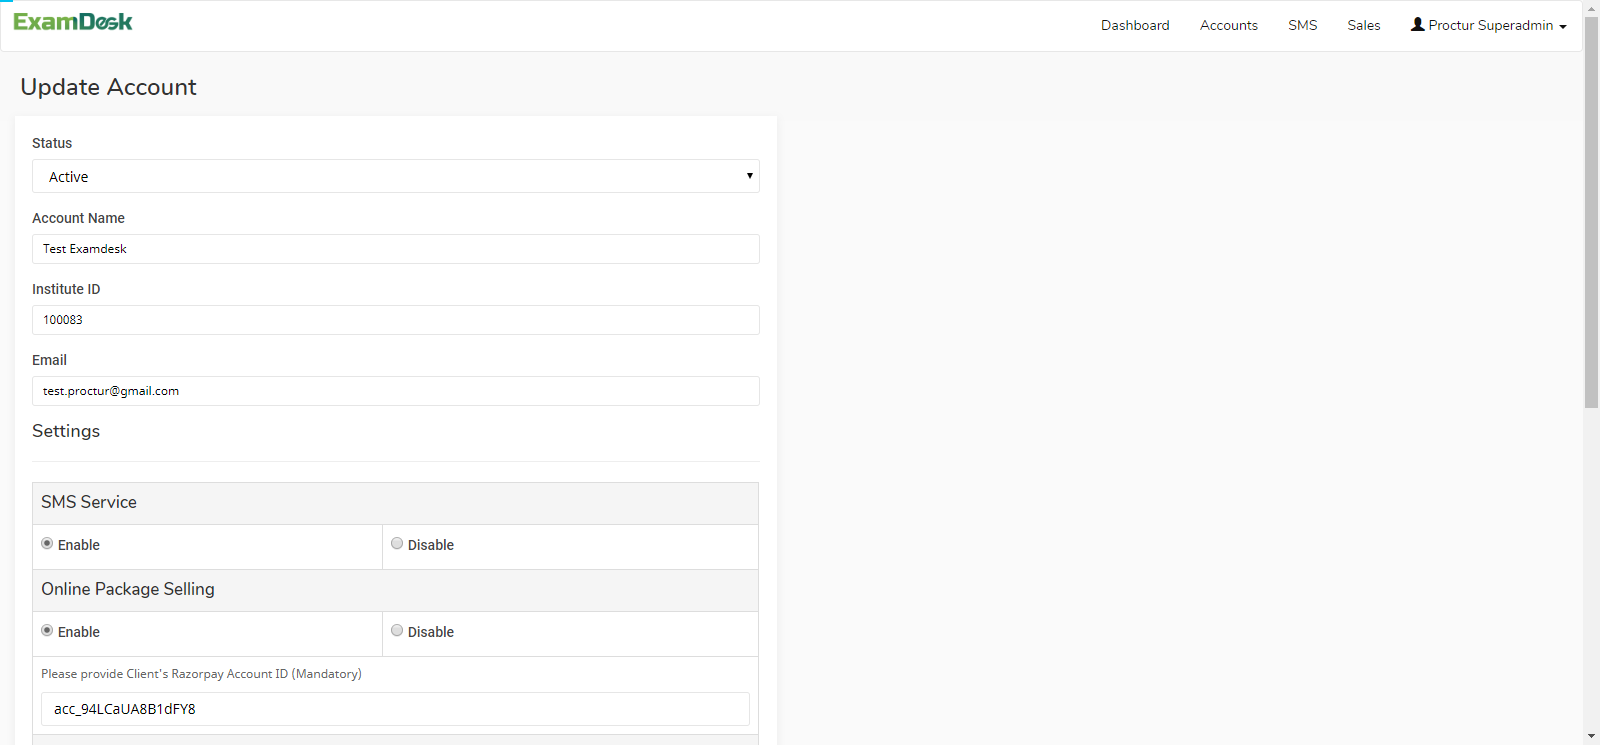 ExamDesk
Dashboard Accounts SMS Sales Proctur Superadmin
Update Account
Status
Active
Account Name
Test Examdesk
Institute ID
100083
Email
test.proctur@gmail.com
Settings
SMS Service
Enable Disable
Online Package Selling
Enable Disable
Please provide Client's Razorpay Account ID (Mandatory)
acc_94LCaUA8B1dFY8